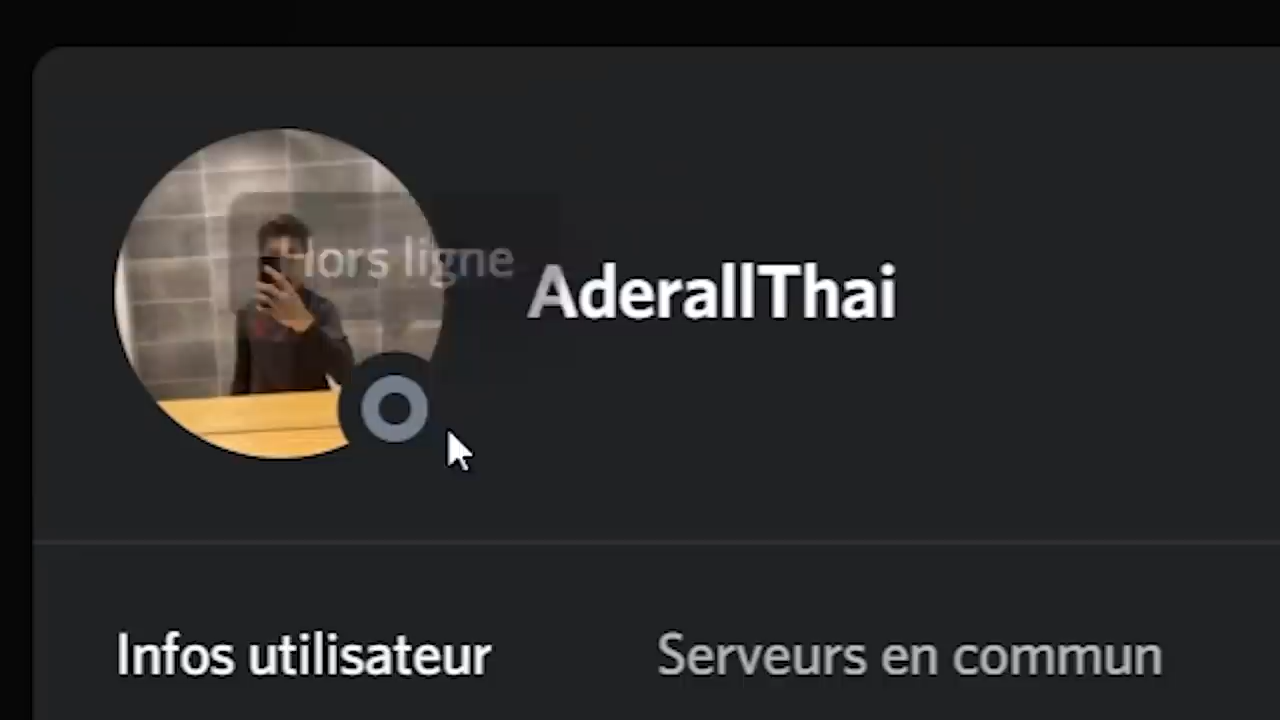 Hors ligne
AderallThai
Infos utilisateur
Serveurs en commun